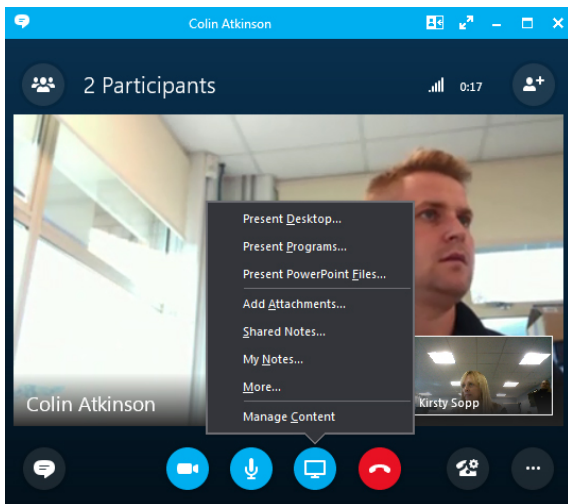 Colin Atkinson
2 Participants
0:17
Present Desktop...
Present Programs...
Present PowerPoint Files...
Add Attachments...
Shared Notes...
My Notes...
More...
Manage Content
Colin Atkinson
Kirsty Sopp